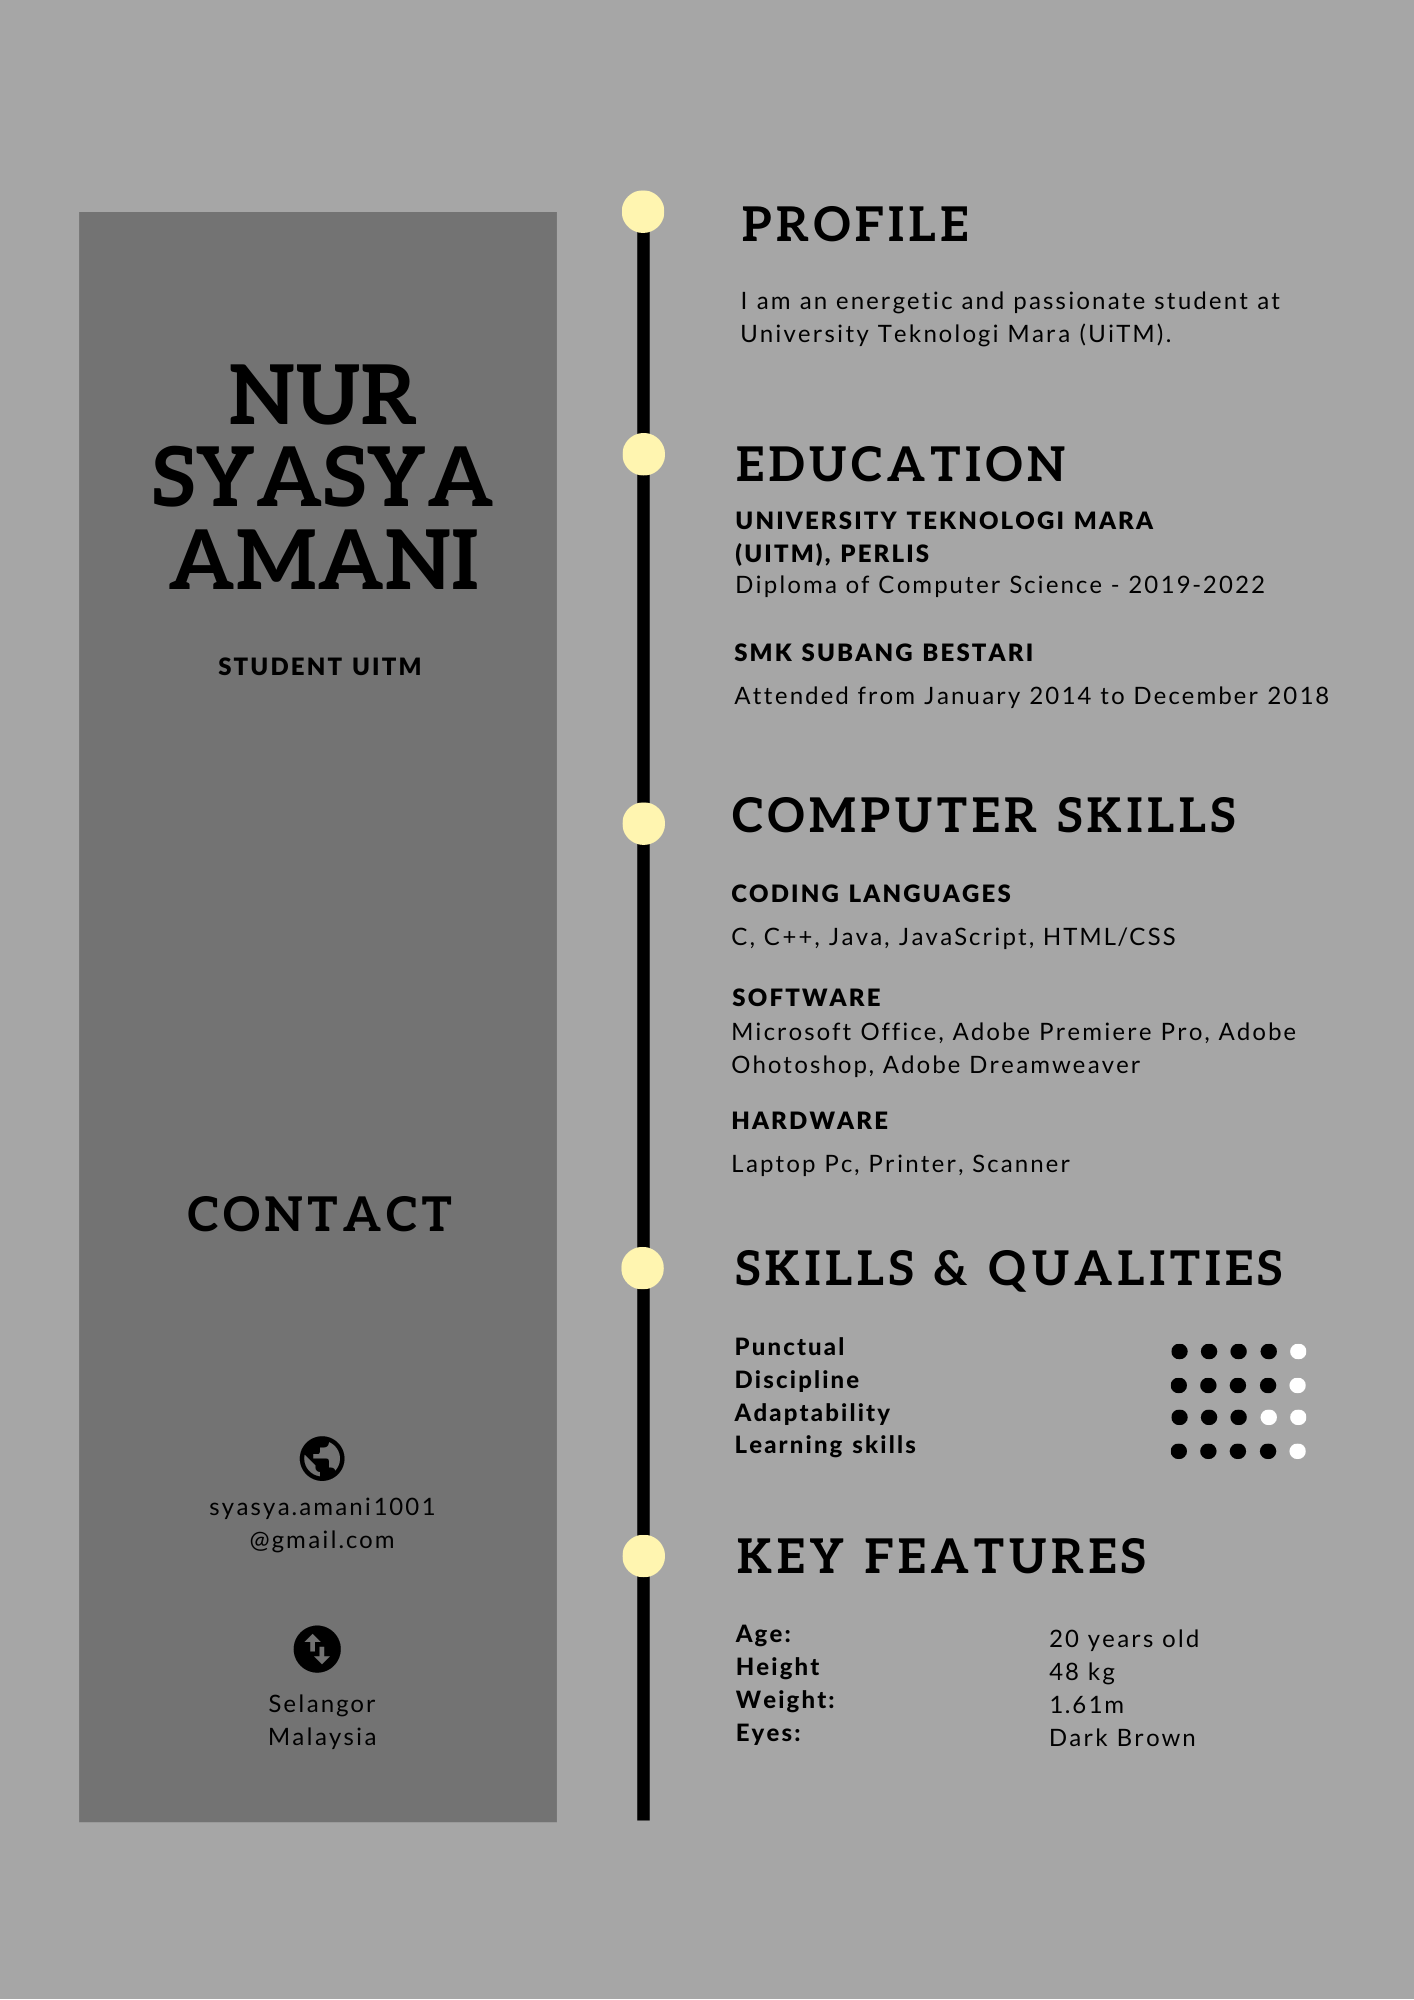 NUR
SYASYA
AMANI
STUDENT UITM
CONTACT
syasya.amani1001
@gmail.com
Selangor
Malaysia
PROFILE
I am an energetic and passionate student at
University Teknologi Mara (UiTM).
EDUCATION
UNIVERSITY TEKNOLOGI MARA
(UITM), PERLIS
Diploma of Computer Science - 2019-2022
SMK SUBANG BESTARI
Attended from January 2014 to December 2018
COMPUTER SKILLS
CODING LANGUAGES
C, C++, Java, JavaScript, HTML/CSS
SOFTWARE
Microsoft Office, Adobe Premiere Pro, Adobe
Ohotoshop, Adobe Dreamweaver
HARDWARE
Laptop Pc, Printer, Scanner
SKILLS & QUALITIES
Punctual
Discipline
Adaptability
Learning skills
KEY FEATURES
Age: 20 years old
Height 48 kg
Weight: 1.61m
Eyes: Dark Brown